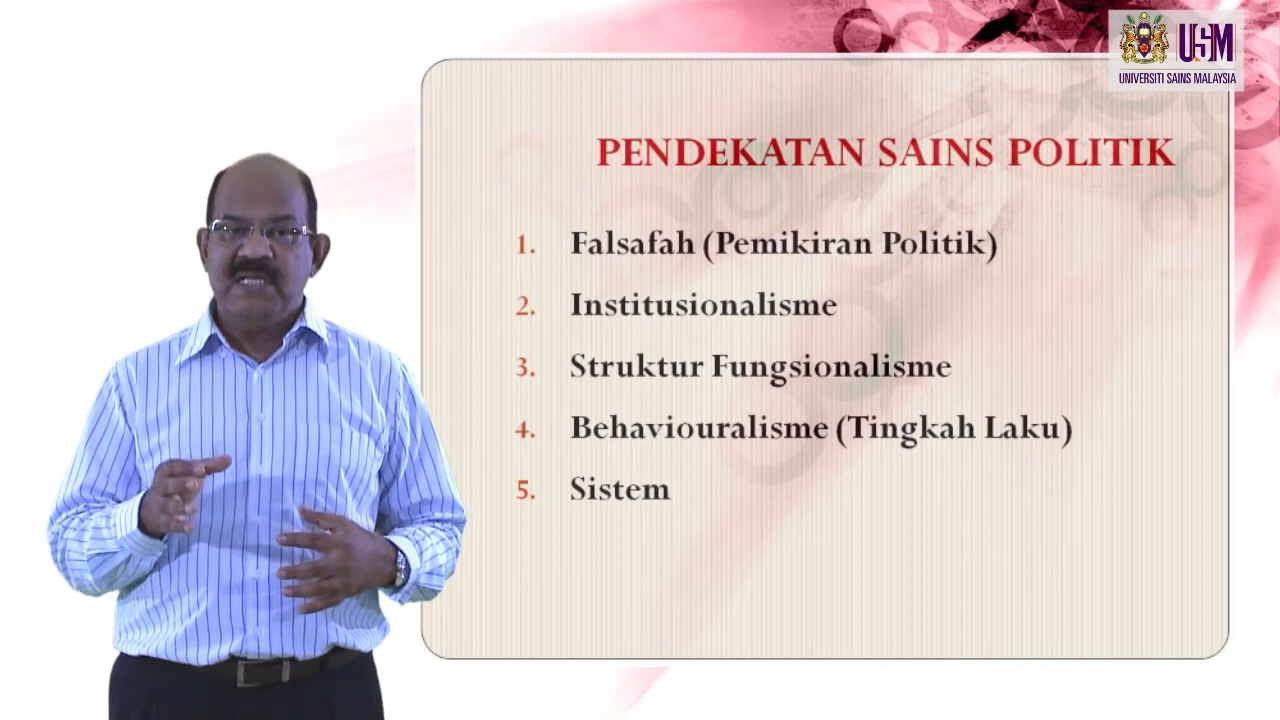 USM
UNIVERSITI SAINS MALAYSIA
PENDEKATAN SAINS POLITIK
1. Falsafah (Pemikiran Politik)
2. Institusionalisme
3. Struktur Fungsionalisme
4. Behaviouralisme (Tingkah Laku)
5. Sistem